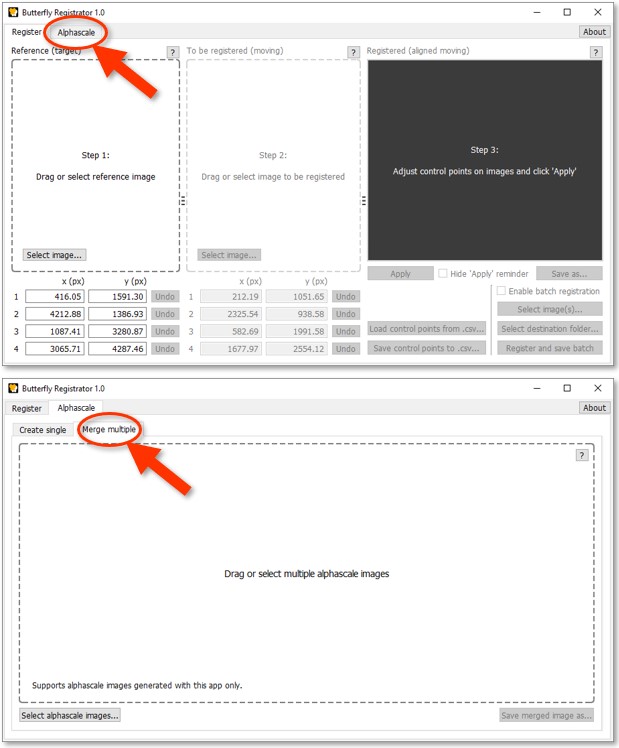 Butterfly Registrator 1.0
Register Alphascale About
Reference (target) ? To be registered (moving) ? Registered (aligned moving) ?
Step 1:
Drag or select reference image
Step 2:
Drag or select image to be registered
Step 3:
Adjust control points on images and click 'Apply'
Select image... Select image...
Apply Hide 'Apply' reminder Save as...
x (px) y (px) x (px) y (px)
Enable batch registration
1 416.05 1591.30 Undo 1 212.19 1051.65 Undo
Select image(s)...
2 4212.88 1386.93 Undo 2 2325.54 938.58 Undo
3 1087.41 3280.87 Undo 3 582.69 1991.58 Undo Load control points from .csv... Select destination folder...
4 3065.71 4287.46 Undo 4 1677.97 2554.12 Undo Save control points to .csv... Register and save batch
Butterfly Registrator 1.0
Register Alphascale About
Create single Merge multiple
?
Drag or select multiple alphascale images
Supports alphascale images generated with this app only.
Select alphascale images... Save merged image as...